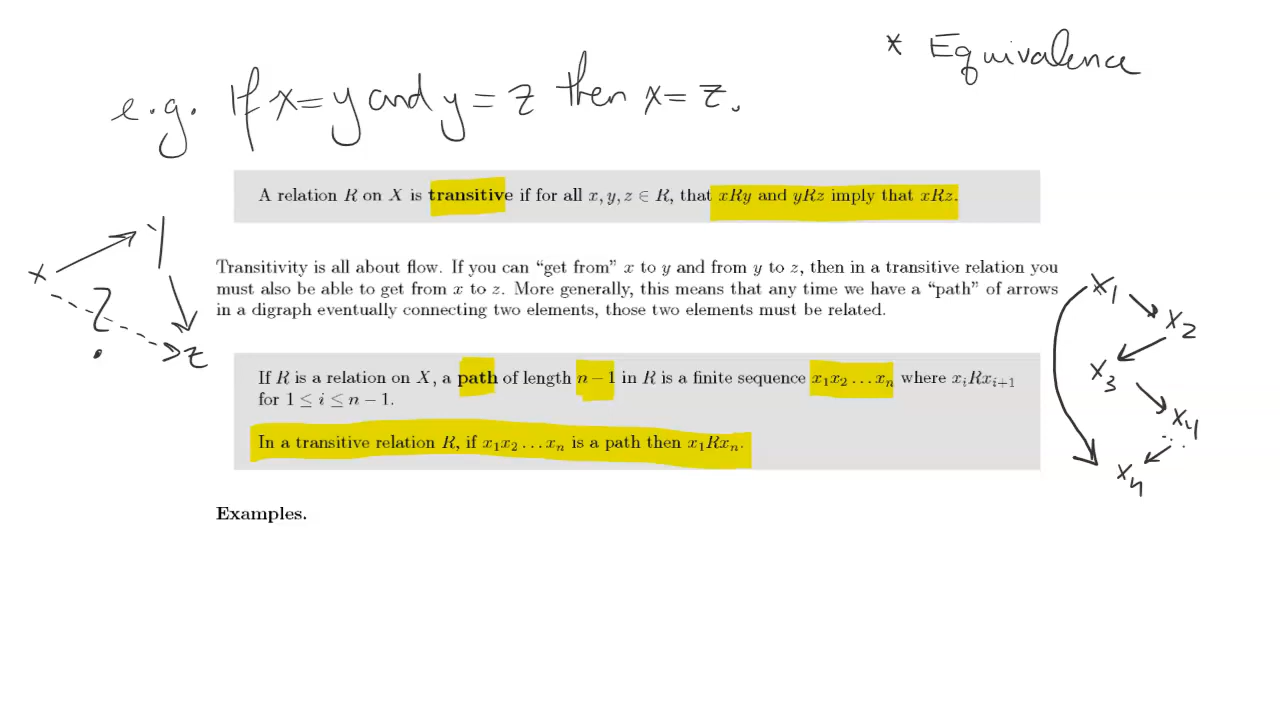 * Equivalence
e.g. If x = y and y = z then x = z.
A relation R on X is transitive if for all x, y, z ∈ R, that xRy and yRz imply that xRz.
x
y
?
z
Transitivity is all about flow. If you can “get from” x to y and from y to z, then in a transitive relation you
must also be able to get from x to z. More generally, this means that any time we have a “path” of arrows
in a digraph eventually connecting two elements, those two elements must be related.
x₁
x₂
x₃
x₄
...
xₙ
If R is a relation on X, a path of length n − 1 in R is a finite sequence x₁x₂ . . . xₙ where xᵢRxᵢ₊₁
for 1 ≤ i ≤ n − 1.
In a transitive relation R, if x₁x₂ . . . xₙ is a path then x₁Rxₙ.
Examples.